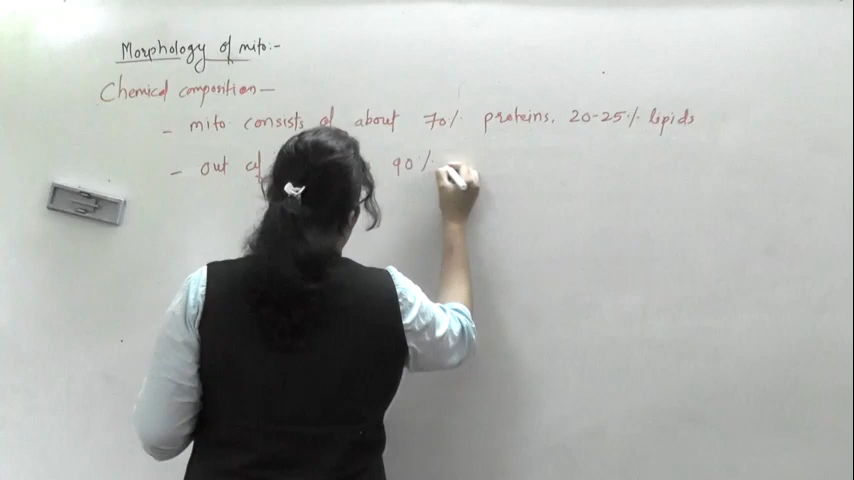 Morphology of mito:-
Chemical composition—
- mito consists of about 70% proteins. 20-25% lipids
- out of 90%